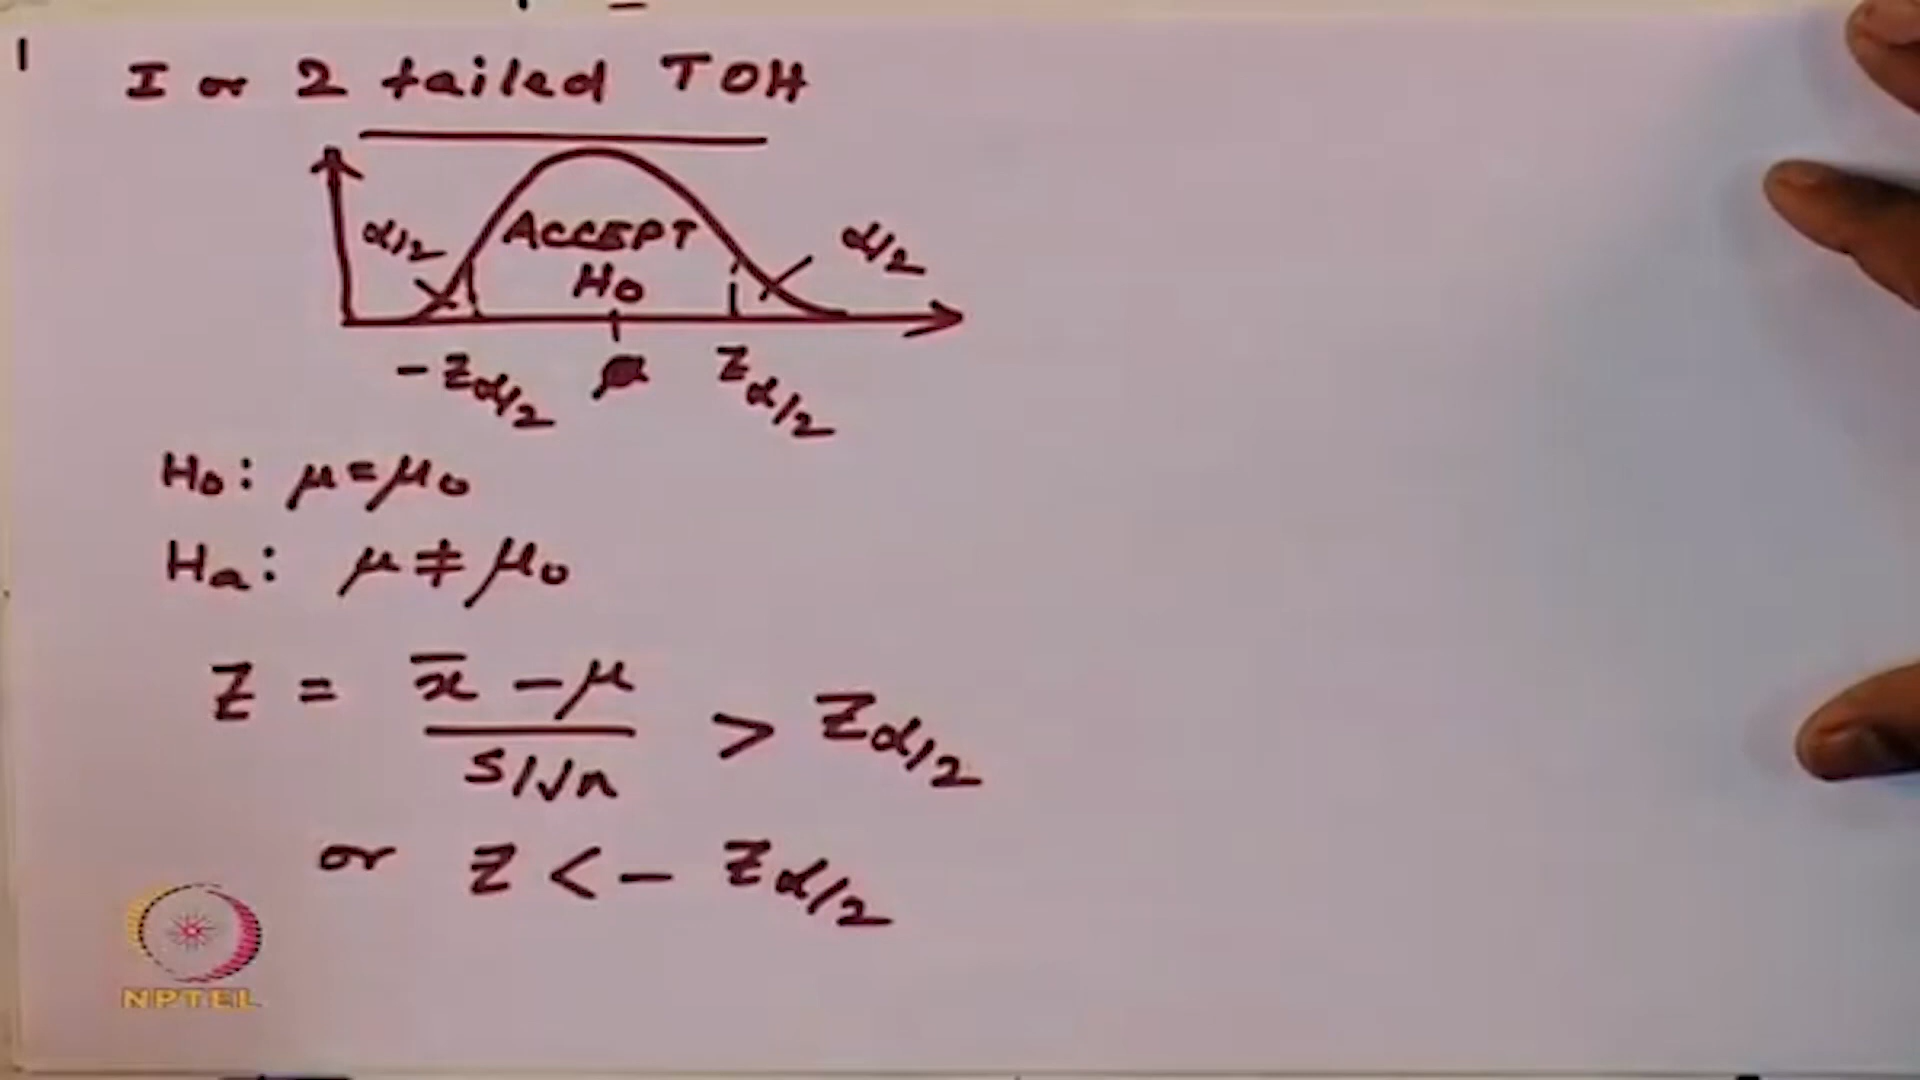 1
I or 2 tailed TOH
α/2
ACCEPT
α/2
H0
-Zα/2
Zα/2
H0: μ=μ0
Ha: μ≠μ0
Z = x̄ - μ / s/√n > Zα/2
or Z < - Zα/2
NPTEL